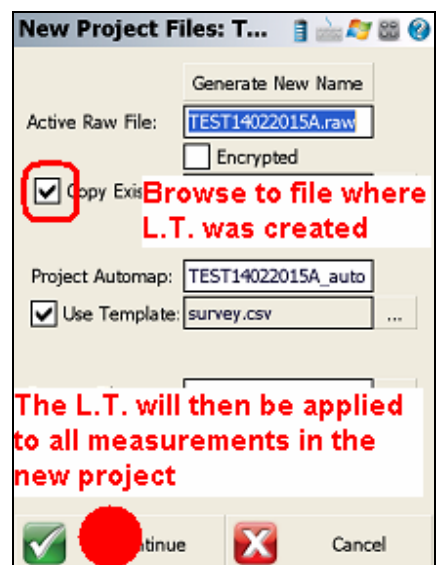 New Project Files: T...
Generate New Name
Active Raw File: TEST14022015A.raw
Encrypted
Copy Exis
Browse to file where
L.T. was created
Project Automap: TEST14022015A_auto
Use Template: survey.csv ...
The L.T. will then be applied
to all measurements in the
new project
Cancel